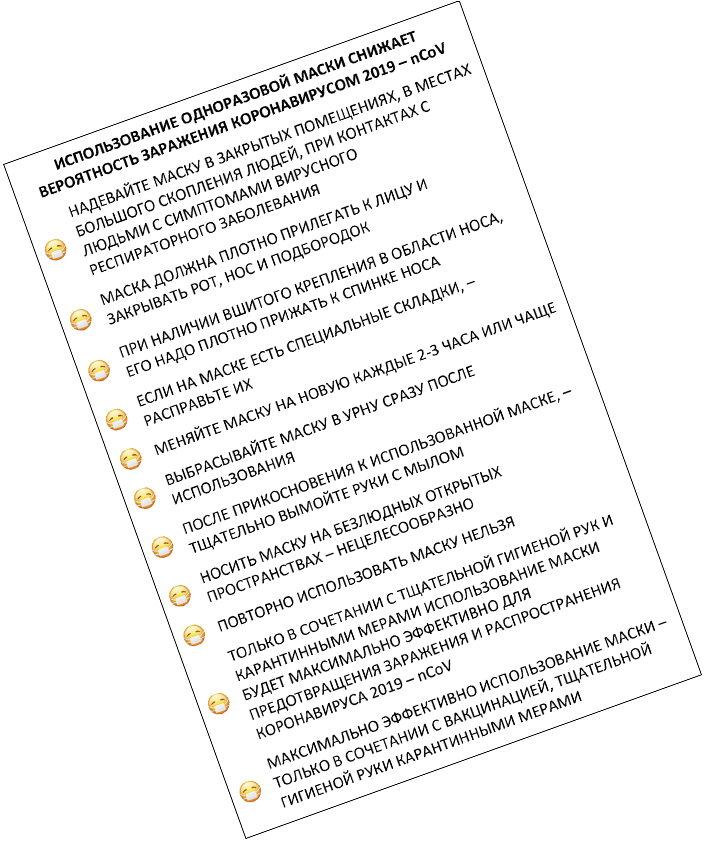 ИСПОЛЬЗОВАНИЕ ОДНОРАЗОВОЙ МАСКИ СНИЖАЕТ
ВЕРОЯТНОСТЬ ЗАРАЖЕНИЯ КОРОНАВИРУСОМ 2019 – nCoV
НАДЕВАЙТЕ МАСКУ В ЗАКРЫТЫХ ПОМЕЩЕНИЯХ, В МЕСТАХ
БОЛЬШОГО СКОПЛЕНИЯ ЛЮДЕЙ, ПРИ КОНТАКТАХ С
ЛЮДЬМИ С СИМПТОМАМИ ВИРУСНОГО
РЕСПИРАТОРНОГО ЗАБОЛЕВАНИЯ
МАСКА ДОЛЖНА ПЛОТНО ПРИЛЕГАТЬ К ЛИЦУ И
ЗАКРЫВАТЬ РОТ, НОС И ПОДБОРОДОК
ПРИ НАЛИЧИИ ВШИТОГО КРЕПЛЕНИЯ В ОБЛАСТИ НОСА,
ЕГО НАДО ПЛОТНО ПРИЖАТЬ К СПИНКЕ НОСА
ЕСЛИ НА МАСКЕ ЕСТЬ СПЕЦИАЛЬНЫЕ СКЛАДКИ, –
РАСПРАВЬТЕ ИХ
МЕНЯЙТЕ МАСКУ НА НОВУЮ КАЖДЫЕ 2-3 ЧАСА ИЛИ ЧАЩЕ
ВЫБРАСЫВАЙТЕ МАСКУ В УРНУ СРАЗУ ПОСЛЕ
ИСПОЛЬЗОВАНИЯ
ПОСЛЕ ПРИКОСНОВЕНИЯ К ИСПОЛЬЗОВАННОЙ МАСКЕ, –
ТЩАТЕЛЬНО ВЫМОЙТЕ РУКИ С МЫЛОМ
НОСИТЬ МАСКУ НА БЕЗЛЮДНЫХ ОТКРЫТЫХ
ПРОСТРАНСТВАХ – НЕЦЕЛЕСООБРАЗНО
ПОВТОРНО ИСПОЛЬЗОВАТЬ МАСКУ НЕЛЬЗЯ
ТОЛЬКО В СОЧЕТАНИИ С ТЩАТЕЛЬНОЙ ГИГИЕНОЙ РУК И
КАРАНТИННЫМИ МЕРАМИ ИСПОЛЬЗОВАНИЕ МАСКИ
БУДЕТ МАКСИМАЛЬНО ЭФФЕКТИВНО ДЛЯ
ПРЕДОТВРАЩЕНИЯ ЗАРАЖЕНИЯ И РАСПРОСТРАНЕНИЯ
КОРОНАВИРУСА 2019 – nCoV
МАКСИМАЛЬНО ЭФФЕКТИВНО ИСПОЛЬЗОВАНИЕ МАСКИ –
ТОЛЬКО В СОЧЕТАНИИ С ВАКЦИНАЦИЕЙ, ТЩАТЕЛЬНОЙ
ГИГИЕНОЙ РУКИ КАРАНТИННЫМИ МЕРАМИ